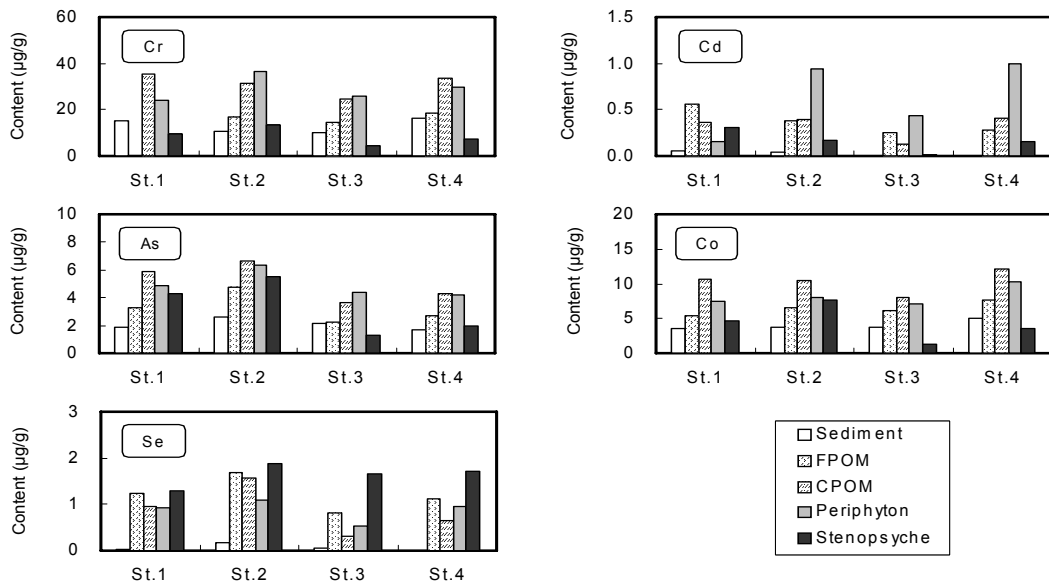 Content (µg/g)
60
40
20
0
Cr
St.1 St.2 St.3 St.4
Content (µg/g)
1.5
1.0
0.5
0.0
Cd
St.1 St.2 St.3 St.4
Content (µg/g)
10
8
6
4
2
0
As
St.1 St.2 St.3 St.4
Content (µg/g)
20
15
10
5
0
Co
St.1 St.2 St.3 St.4
Content (µg/g)
3
2
1
0
Se
St.1 St.2 St.3 St.4
Sediment
FPOM
CPOM
Periphyton
Stenopsyche